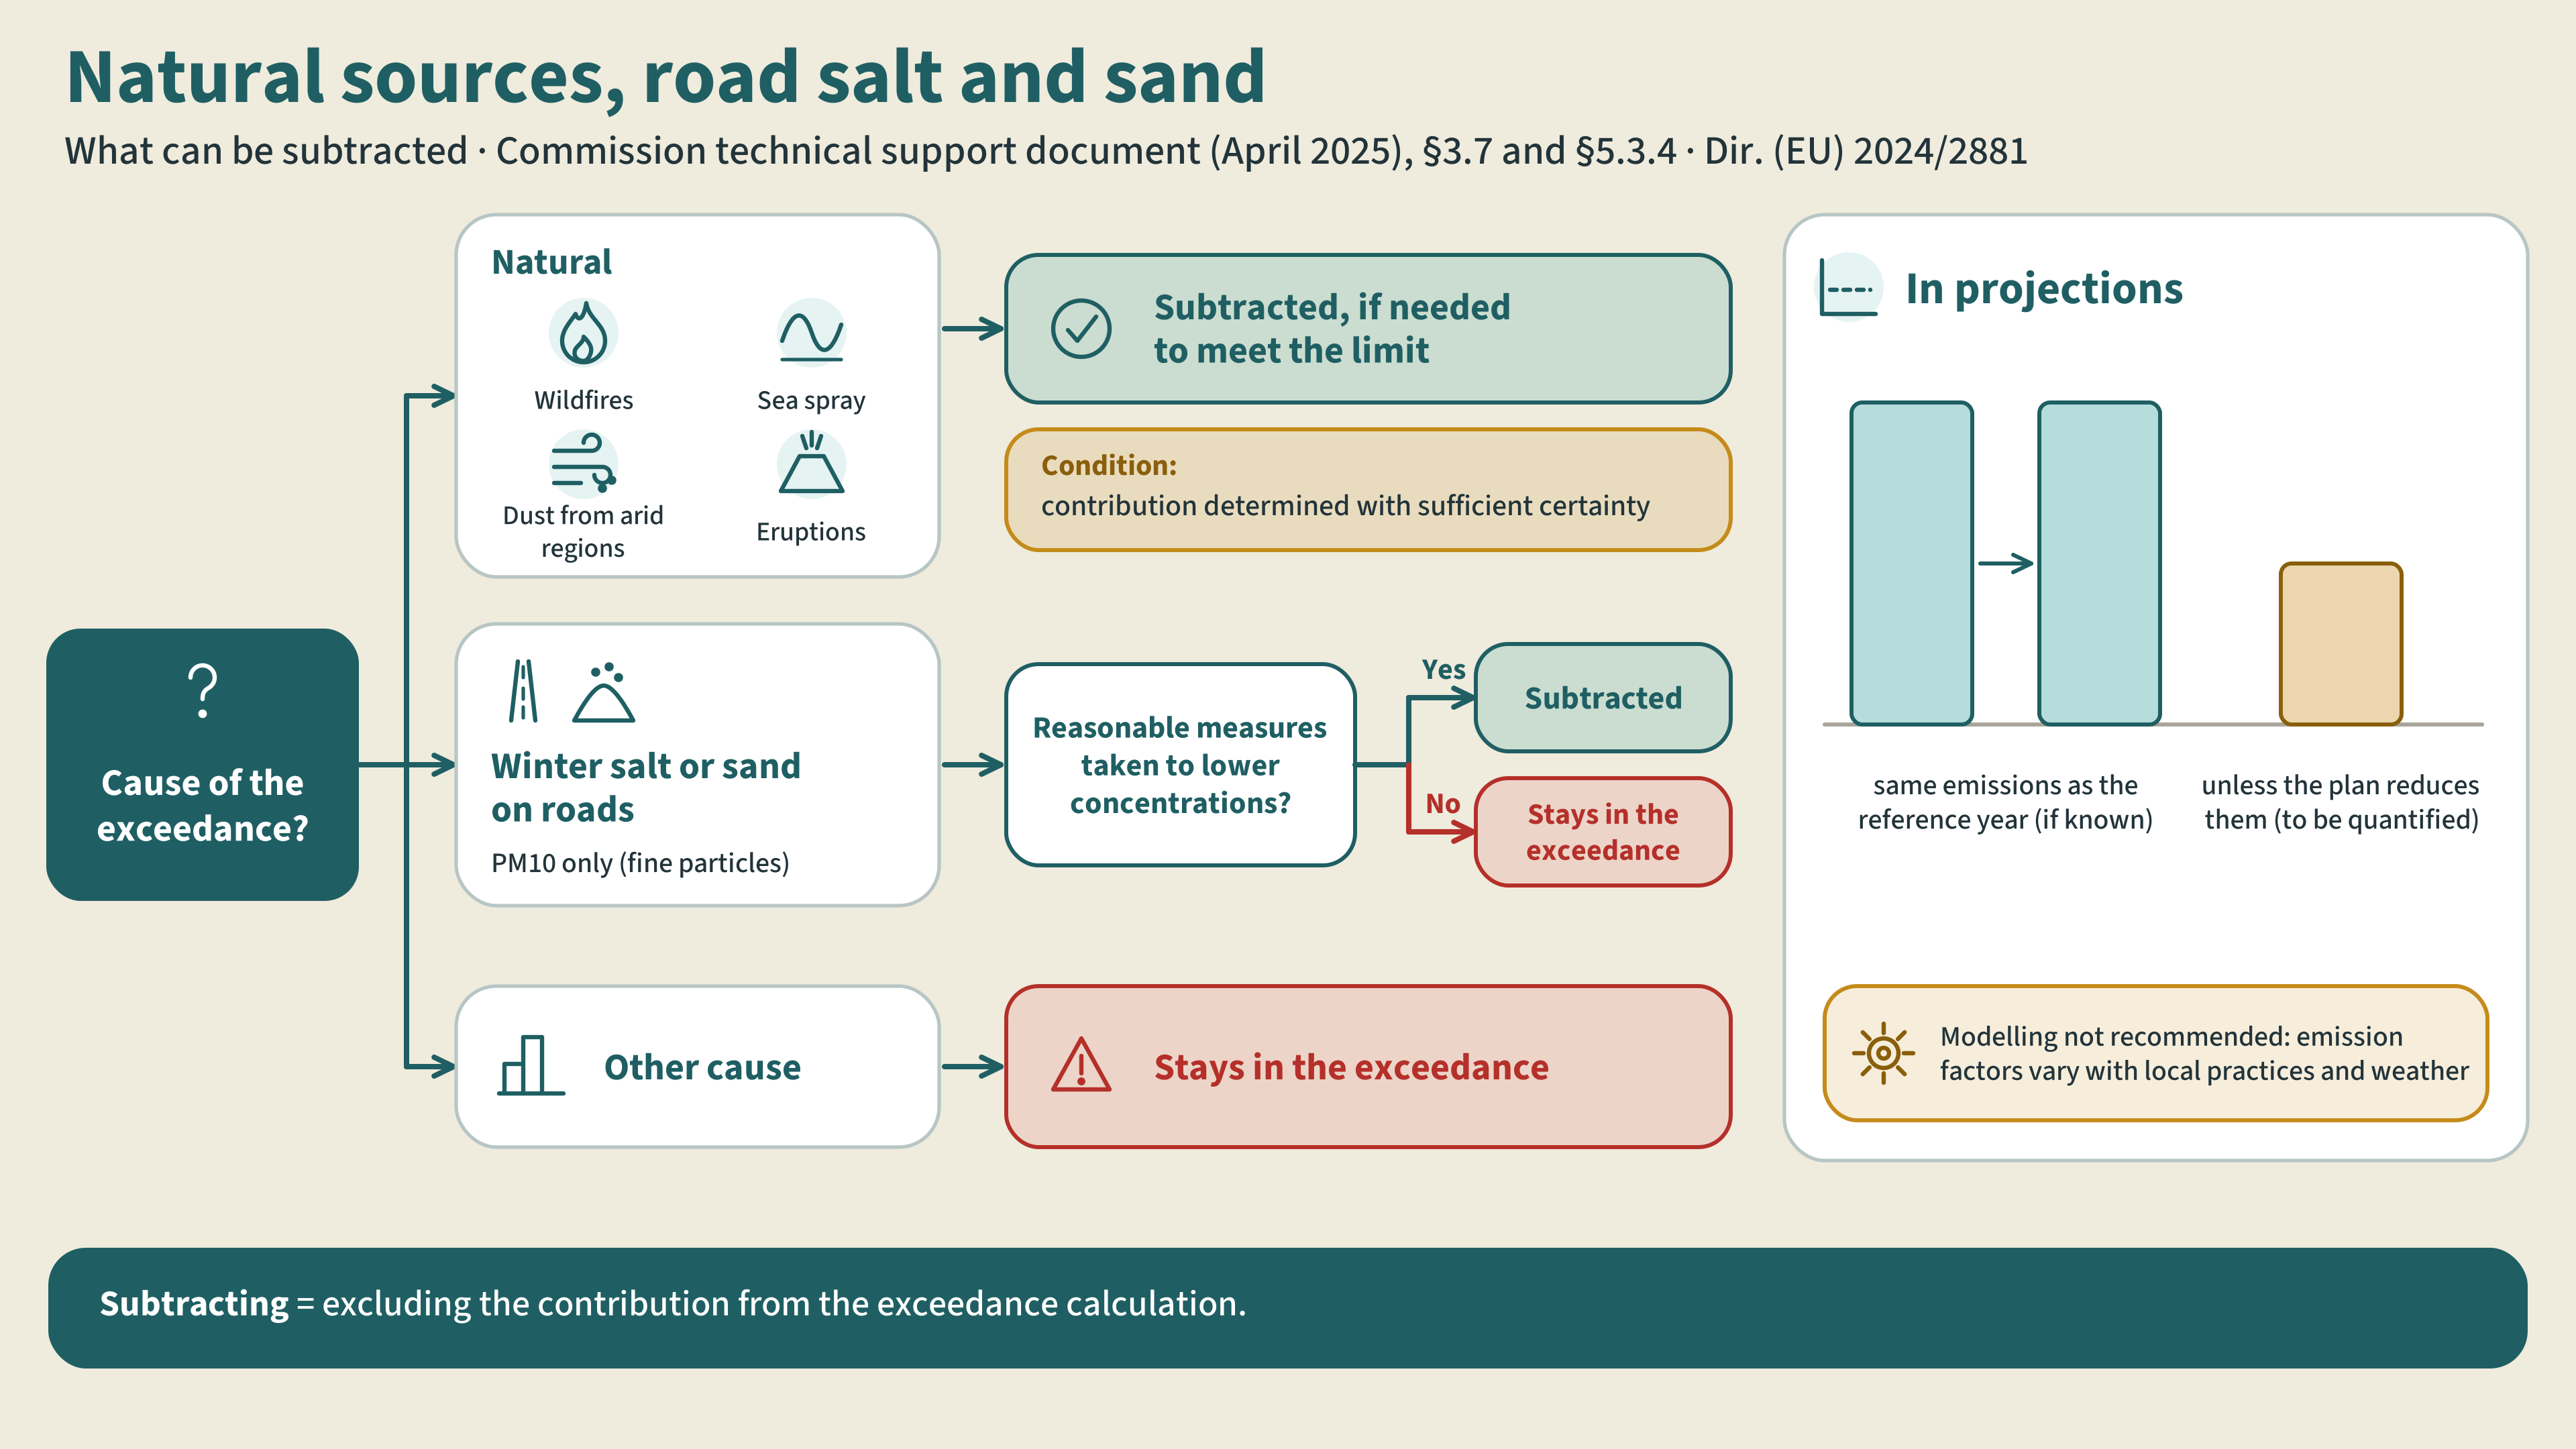 Natural sources, road salt and sand
What can be subtracted · Commission technical support document (April 2025), §3.7 and §5.3.4 · Dir. (EU) 2024/2881
Natural
Wildfires
Sea spray
Dust from arid
regions
Eruptions
Subtracted, if needed
to meet the limit
Condition:
contribution determined with sufficient certainty
?
Cause of the
exceedance?
Winter salt or sand
on roads
PM10 only (fine particles)
Reasonable measures
taken to lower
concentrations?
Yes
Subtracted
No
Stays in the
exceedance
Other cause
Stays in the exceedance
In projections
same emissions as the
reference year (if known)
unless the plan reduces
them (to be quantified)
Modelling not recommended: emission
factors vary with local practices and weather
Subtracting = excluding the contribution from the exceedance calculation.